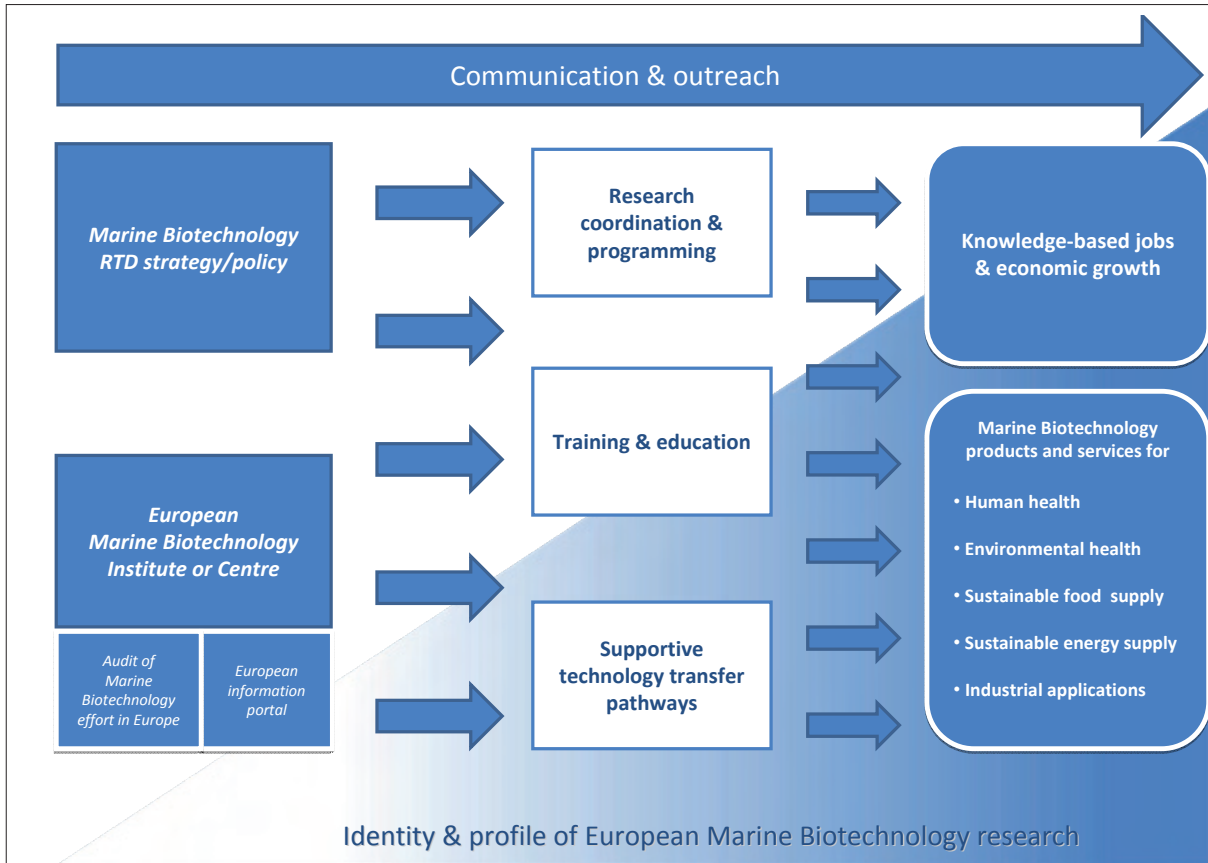 Communication & outreach
Marine Biotechnology
RTD strategy/policy
European
Marine Biotechnology
Institute or Centre
Audit of
Marine
Biotechnology
effort in Europe
European
information
portal
Research
coordination &
programming
Training & education
Supportive
technology transfer
pathways
Knowledge-based jobs
& economic growth
Marine Biotechnology
products and services for
• Human health
• Environmental health
• Sustainable food supply
• Sustainable energy supply
• Industrial applications
Identity & profile of European Marine Biotechnology research